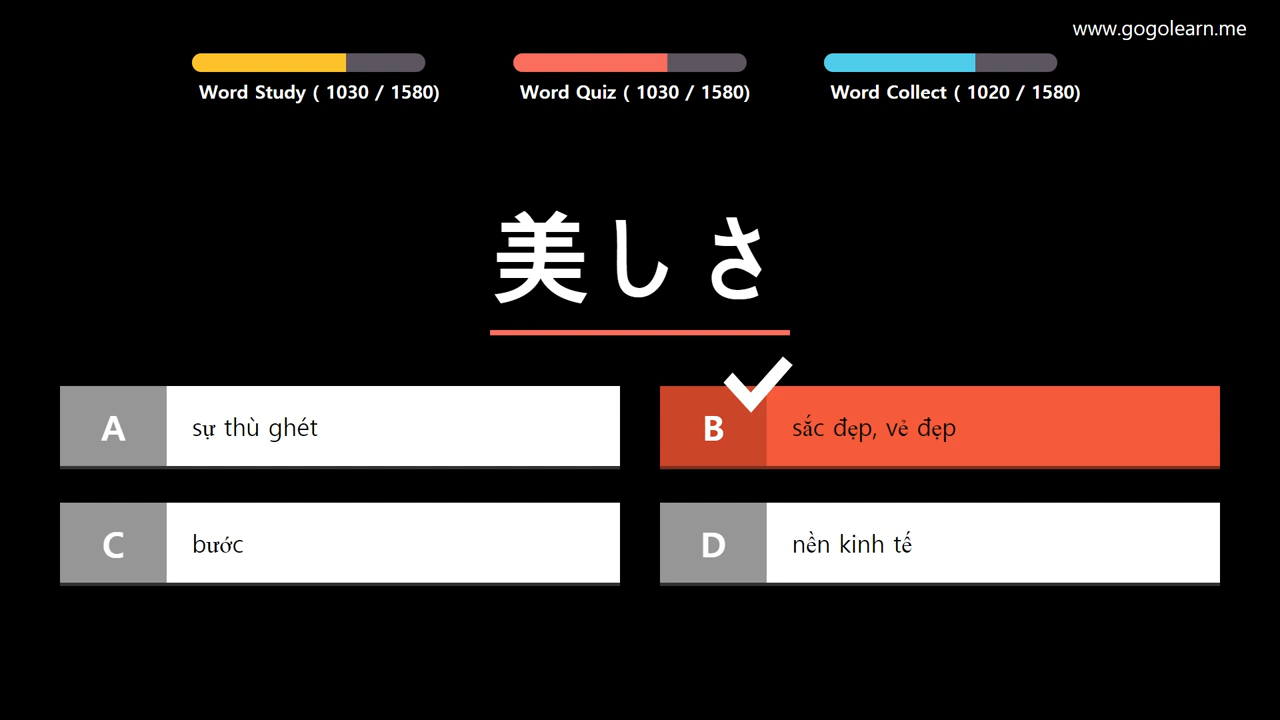 www.gogolearn.me
Word Study ( 1030 / 1580)
Word Quiz ( 1030 / 1580)
Word Collect ( 1020 / 1580)
美しさ
A
sự thù ghét
B
sắc đẹp, vẻ đẹp
C
bước
D
nền kinh tế